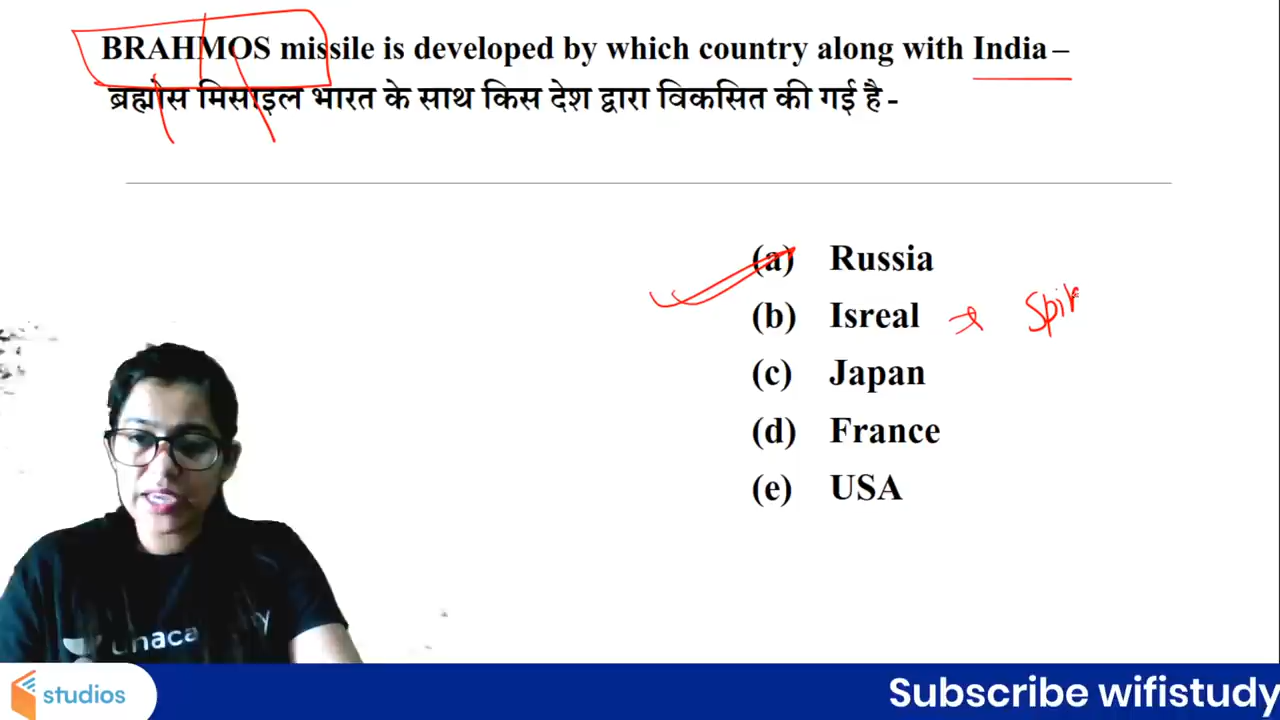 BRAHMOS missile is developed by which country along with India –
ब्रह्मोस मिसाइल भारत के साथ किस देश द्वारा विकसित की गई है -
(a) Russia
(b) Isreal
(c) Japan
(d) France
(e) USA
studios
Subscribe wifistudy